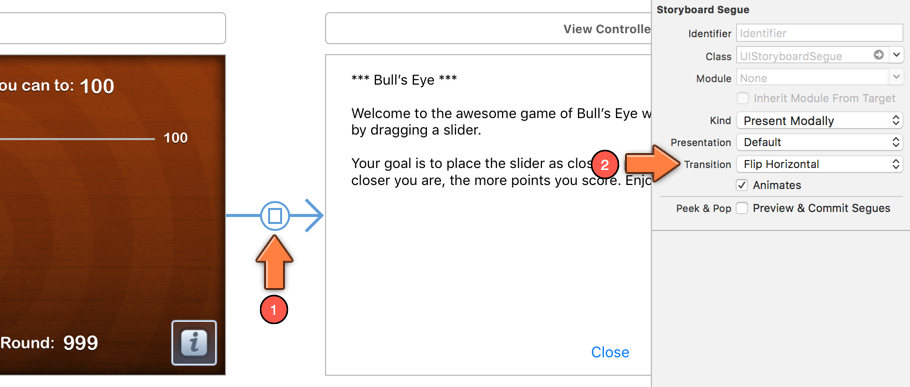 View Controlle
ou can to: 100
100
Round: 999
*** Bull's Eye ***
Welcome to the awesome game of Bull's Eye w
by dragging a slider.
Your goal is to place the slider as clos
closer you are, the more points you score. Enjo
Close
1
2
Storyboard Segue
Identifier Identifier
Class UIStoryboardSegue
Module None
Inherit Module From Target
Kind Present Modally
Presentation Default
Transition Flip Horizontal
Animates
Peek & Pop Preview & Commit Segues